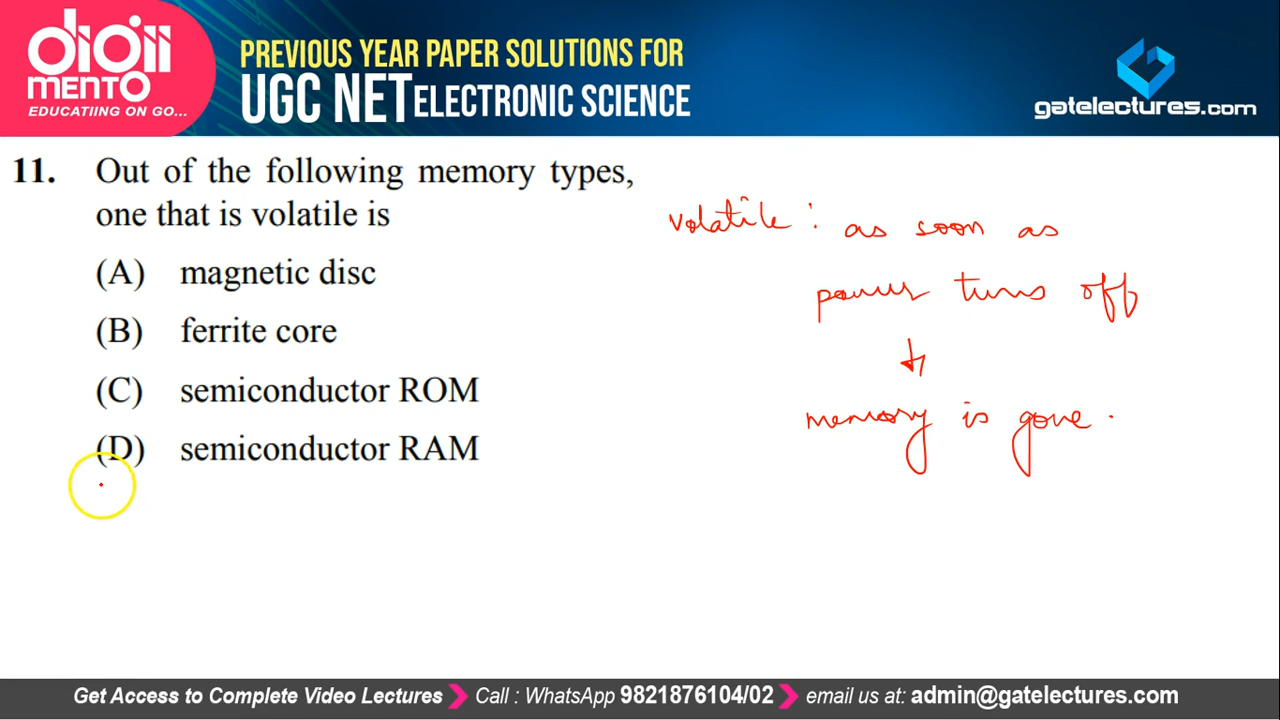 digii
MENTO
EDUCATIING ON GO...
PREVIOUS YEAR PAPER SOLUTIONS FOR
UGC NET ELECTRONIC SCIENCE
gatelectures.com
11. Out of the following memory types,
one that is volatile is
(A) magnetic disc
(B) ferrite core
(C) semiconductor ROM
(D) semiconductor RAM
volatile : as soon as
power turns off
memory is gone .
Get Access to Complete Video Lectures Call : WhatsApp 9821876104/02 email us at: admin@gatelectures.com